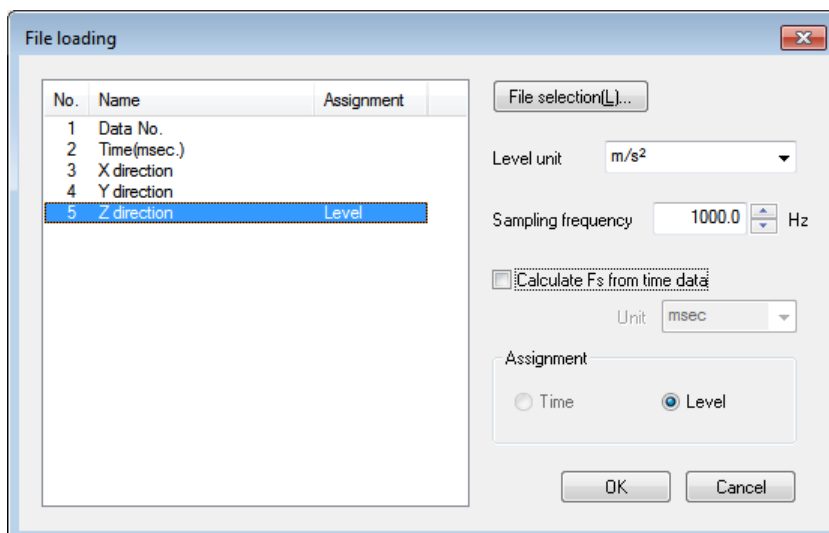 File loading
No. Name Assignment
1 Data No.
2 Time(msec.)
3 X direction
4 Y direction
5 Z direction Level
File selection(L)...
Level unit m/s²
Sampling frequency 1000.0 Hz
Calculate Fs from time data
Unit msec
Assignment
Time Level
OK Cancel